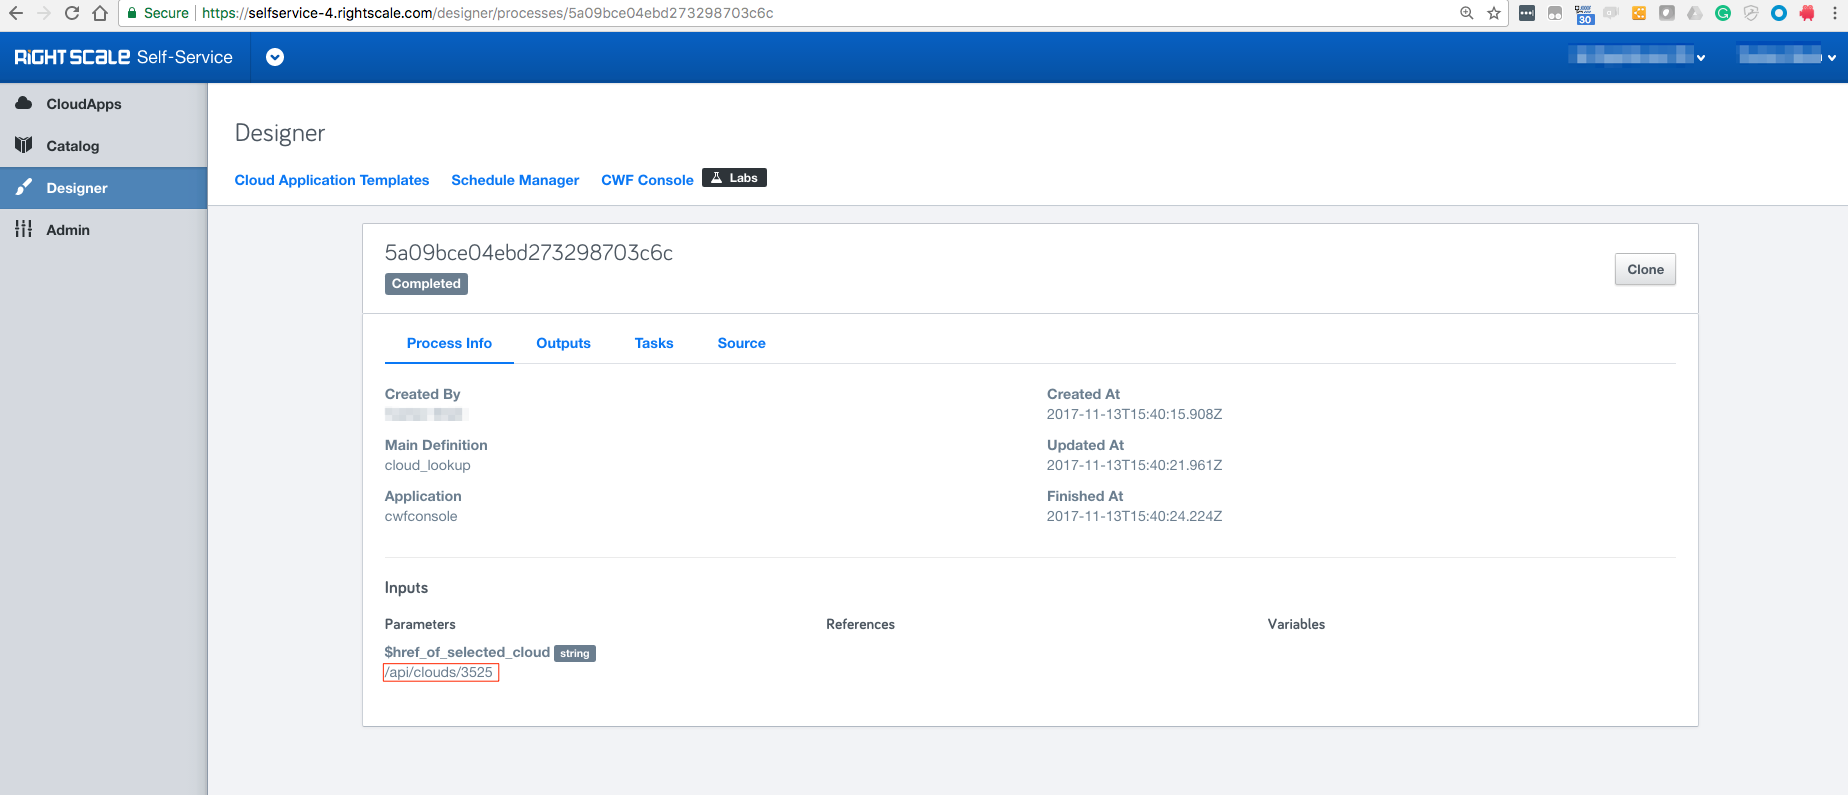 Secure https://selfservice-4.rightscale.com/designer/processes/5a09bce04ebd273298703c6c
30
RIGHTSCALE Self-Service
CloudApps
Catalog
Designer
Admin
Designer
Cloud Application Templates Schedule Manager CWF Console Labs
5a09bce04ebd273298703c6c
Completed
Clone
Process Info Outputs Tasks Source
Created By
Created At
2017-11-13T15:40:15.908Z
Main Definition
cloud_lookup
Updated At
2017-11-13T15:40:21.961Z
Application
cwfconsole
Finished At
2017-11-13T15:40:24.224Z
Inputs
Parameters References Variables
$href_of_selected_cloud string
/api/clouds/3525